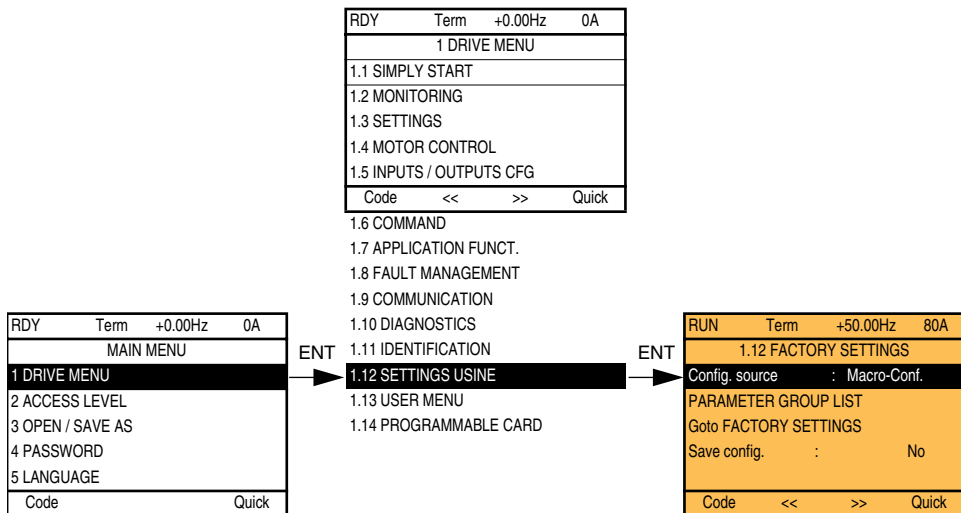 RDY Term +0.00Hz 0A
1 DRIVE MENU
1.1 SIMPLY START
1.2 MONITORING
1.3 SETTINGS
1.4 MOTOR CONTROL
1.5 INPUTS / OUTPUTS CFG
Code << >> Quick
1.6 COMMAND
1.7 APPLICATION FUNCT.
1.8 FAULT MANAGEMENT
1.9 COMMUNICATION
1.10 DIAGNOSTICS
1.11 IDENTIFICATION
1.12 SETTINGS USINE
1.13 USER MENU
1.14 PROGRAMMABLE CARD
RDY Term +0.00Hz 0A
MAIN MENU
1 DRIVE MENU
2 ACCESS LEVEL
3 OPEN / SAVE AS
4 PASSWORD
5 LANGUAGE
Code Quick
ENT
ENT
RUN Term +50.00Hz 80A
1.12 FACTORY SETTINGS
Config. source : Macro-Conf.
PARAMETER GROUP LIST
Goto FACTORY SETTINGS
Save config. : No
Code << >> Quick